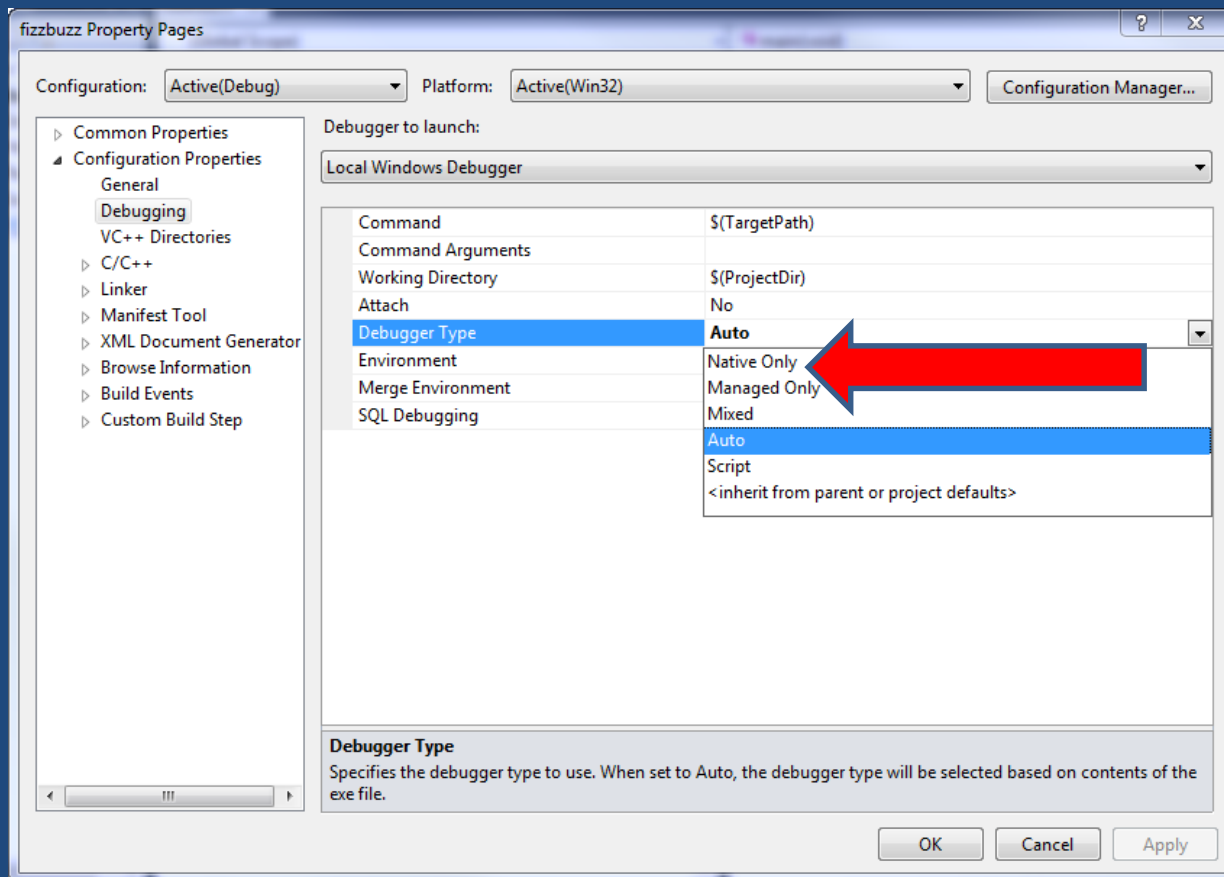 fizzbuzz Property Pages
?
Configuration: Active(Debug) Platform: Active(Win32) Configuration Manager...
Common Properties
Configuration Properties
General
Debugging
VC++ Directories
C/C++
Linker
Manifest Tool
XML Document Generator
Browse Information
Build Events
Custom Build Step
Debugger to launch:
Local Windows Debugger
Command $(TargetPath)
Command Arguments
Working Directory $(ProjectDir)
Attach No
Debugger Type Auto
Environment
Merge Environment
SQL Debugging
Native Only
Managed Only
Mixed
Auto
Script
<inherit from parent or project defaults>
Debugger Type
Specifies the debugger type to use. When set to Auto, the debugger type will be selected based on contents of the
exe file.
OK Cancel Apply